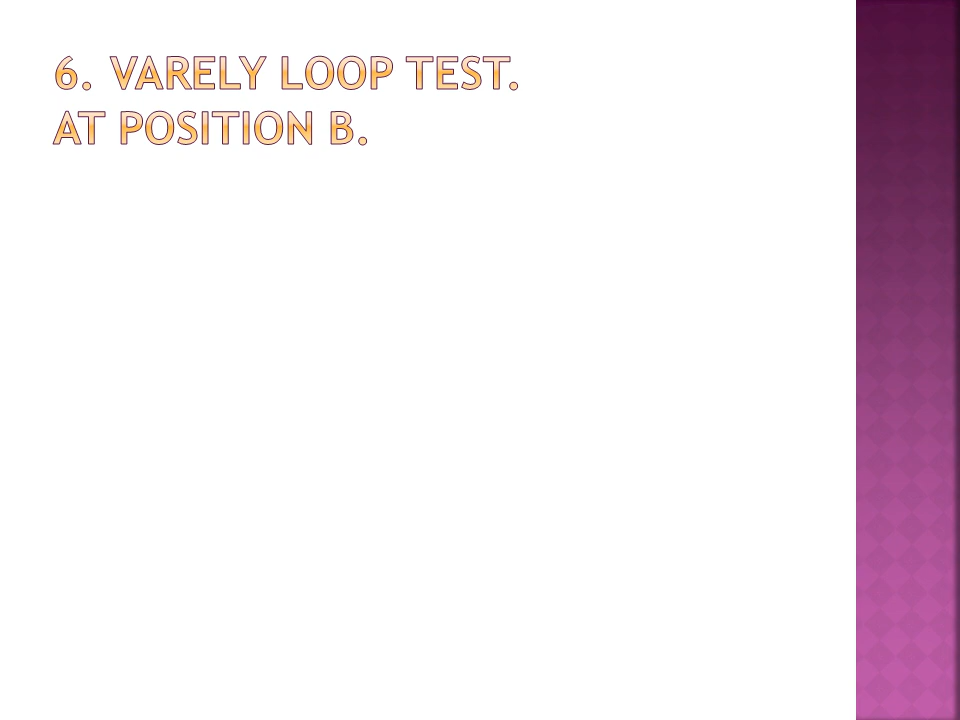 6. VARELY LOOP TEST.
AT POSITION B.